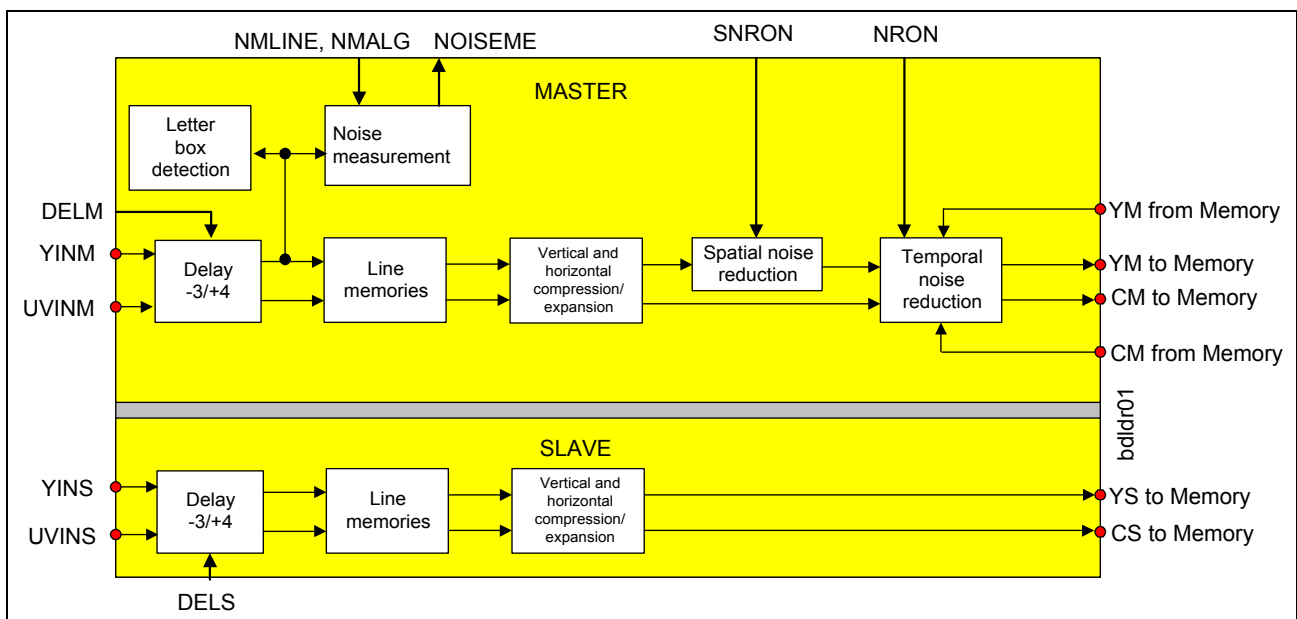 NMLINE, NMALG
NOISEME
SNRON
NRON
MASTER
Letter
box
detection
Noise
measurement
DELM
YINM
UVINM
Delay
-3/+4
Line
memories
Vertical and
horizontal
compression/
expansion
Spatial noise
reduction
Temporal
noise
reduction
YM from Memory
YM to Memory
CM to Memory
CM from Memory
bdldr01
SLAVE
YINS
UVINS
Delay
-3/+4
Line
memories
Vertical and
horizontal
compression/
expansion
YS to Memory
CS to Memory
DELS